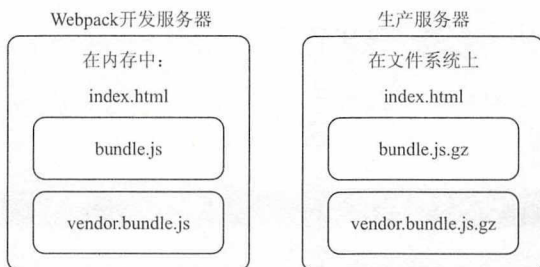 Webpack开发服务器
在内存中：
index.html
bundle.js
vendor.bundle.js
生产服务器
在文件系统上
index.html
bundle.js.gz
vendor.bundle.js.gz